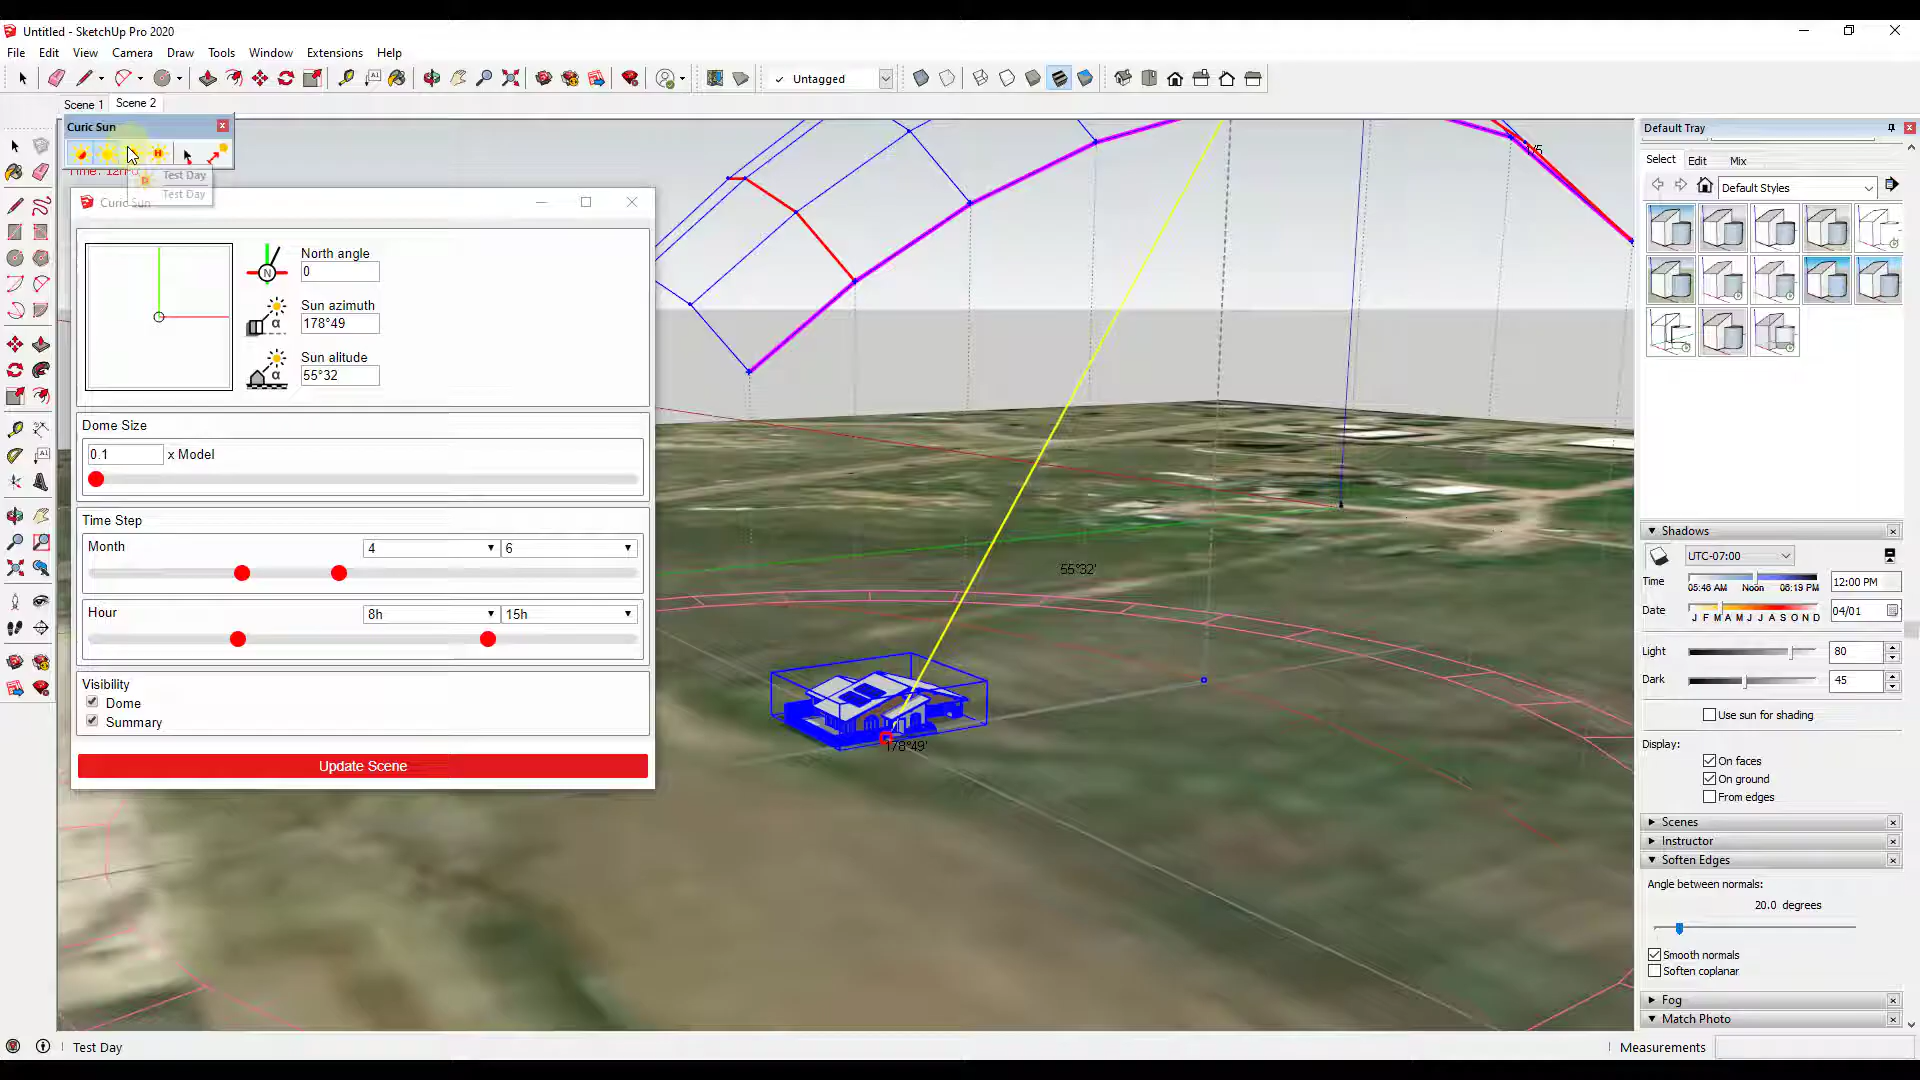 Untitled - SketchUp Pro 2020
File Edit View Camera Draw Tools Window Extensions Help
Untagged
Scene 1 Scene 2
Curic Sun
Time: 12h
Test Day
Test Day
Curic Sun
North angle
0
Sun azimuth
178°49
Sun alitude
55°32
Dome Size
0.1 x Model
Time Step
Month 4 6
Hour 8h 15h
Visibility
Dome
Summary
Update Scene
1/5
55°32'
178°49'
Default Tray
Select Edit Mix
Default Styles
Shadows
UTC-07:00
Time 05:46 AM Noon 06:19 PM 12:00 PM
Date J F M A M J J A S O N D 04/01
Light 80
Dark 45
Use sun for shading
Display:
On faces
On ground
From edges
Scenes
Instructor
Soften Edges
Angle between normals:
20.0 degrees
Smooth normals
Soften coplanar
Fog
Match Photo
Test Day
Measurements